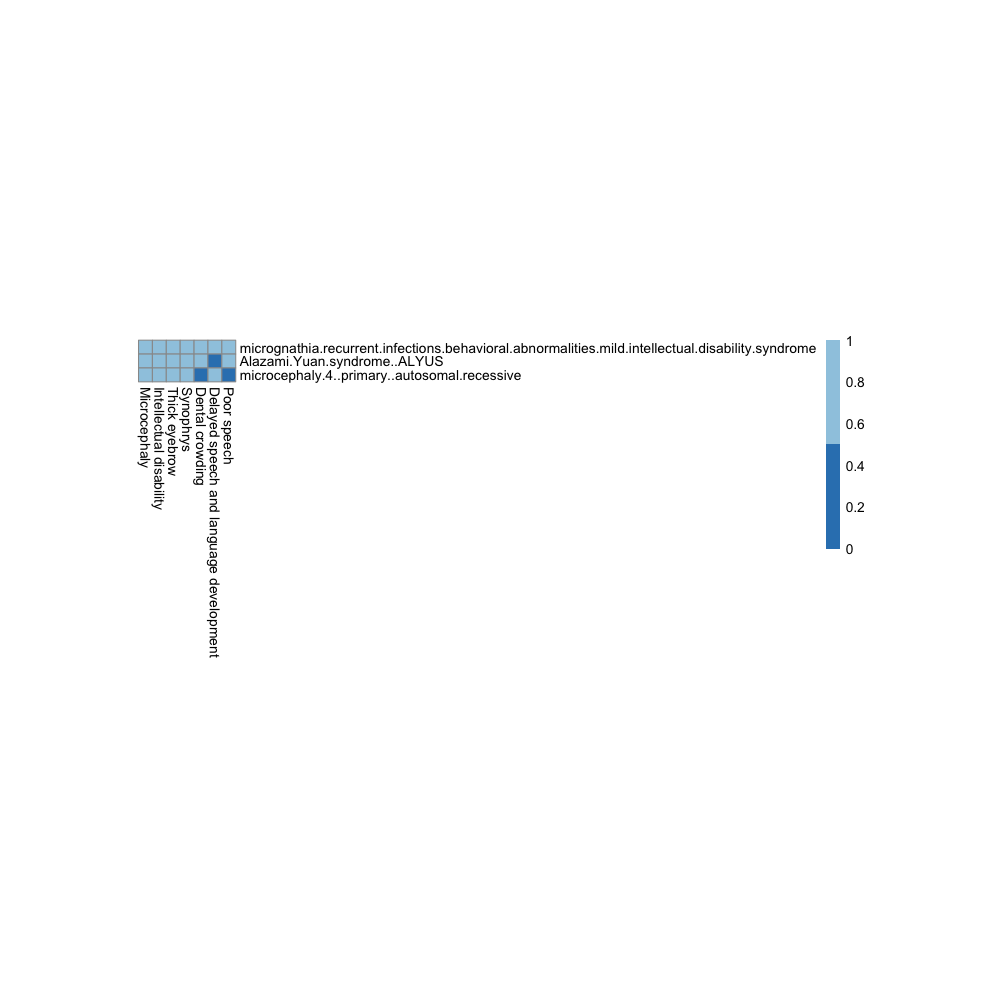 micrognathia.recurrent.infections.behavioral.abnormalities.mild.intellectual.disability.syndrome
Alazami.Yuan.syndrome..ALYUS
microcephaly.4..primary..autosomal.recessive
Microcephaly
Intellectual disability
Thick eyebrow
Synophrys
Dental crowding
Delayed speech and language development
Poor speech
1
0.8
0.6
0.4
0.2
0